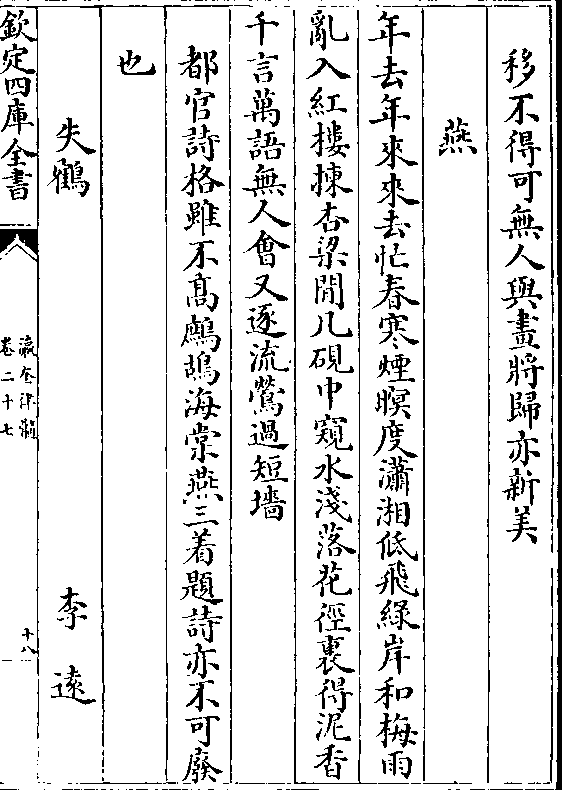 移不得可無人與畫將歸亦新美
燕
年去年來來去忙春寒煙暝度瀟湘低飛綠岸和梅雨
亂入紅樓揀杏梁閒几硯中窺水淺落花徑裏得泥香
千言萬語無人會又逐流鶯過短墻
都官詩格雖不髙鷓鴣海棠燕三着題詩亦不可廢
也
失鶴 李遠
欽定四庫全書
瀛奎律髓
卷二十七
十八